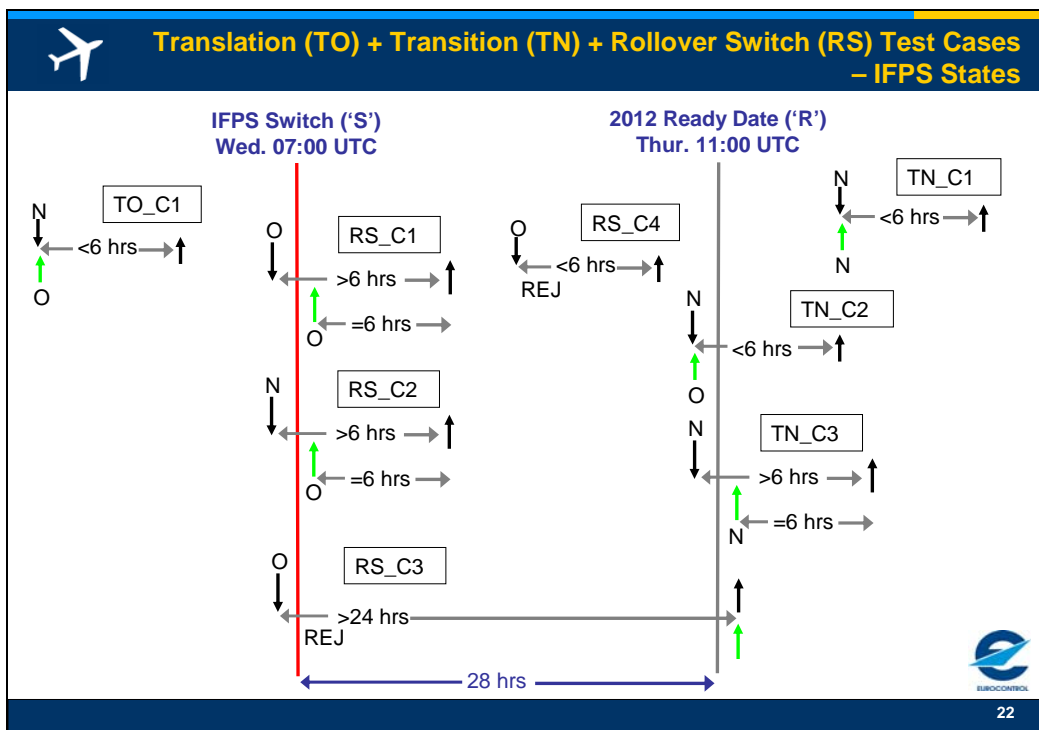 Translation (TO) + Transition (TN) + Rollover Switch (RS) Test Cases
– IFPS States
IFPS Switch ('S')
Wed. 07:00 UTC
2012 Ready Date ('R')
Thur. 11:00 UTC
TO_C1
N
<6 hrs
O
O
RS_C1
>6 hrs
=6 hrs
O
N
RS_C2
>6 hrs
=6 hrs
O
O
RS_C3
>24 hrs
REJ
O
RS_C4
<6 hrs
REJ
N
TN_C1
<6 hrs
N
N
TN_C2
<6 hrs
O
N
TN_C3
>6 hrs
=6 hrs
N
28 hrs
EUROCONTROL
22